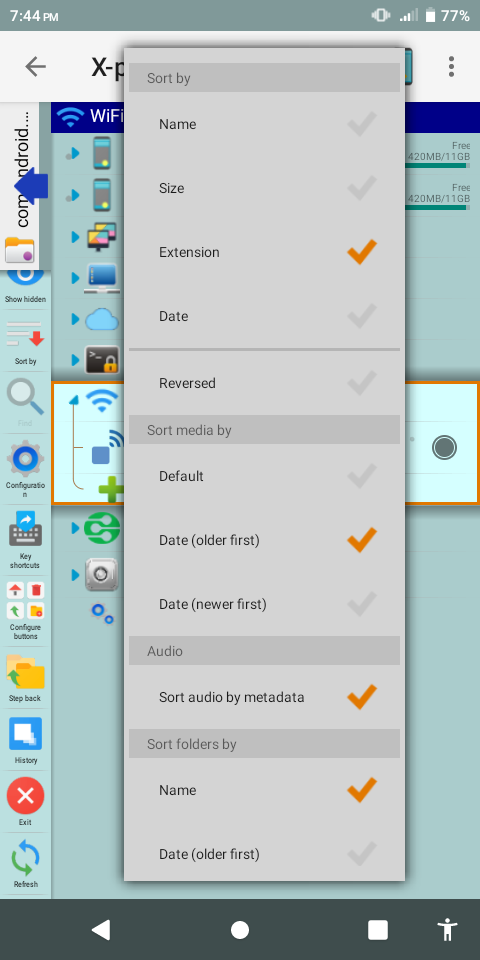 7:44 PM
77%
X-p
WiFi
com.android....
Free
420MB/11GB
Free
420MB/11GB
Show hidden
Sort by
Find
Configuratio
n
Key
shortcuts
Configure
buttons
Step back
History
Exit
Refresh
Sort by
Name
Size
Extension
Date
Reversed
Sort media by
Default
Date (older first)
Date (newer first)
Audio
Sort audio by metadata
Sort folders by
Name
Date (older first)